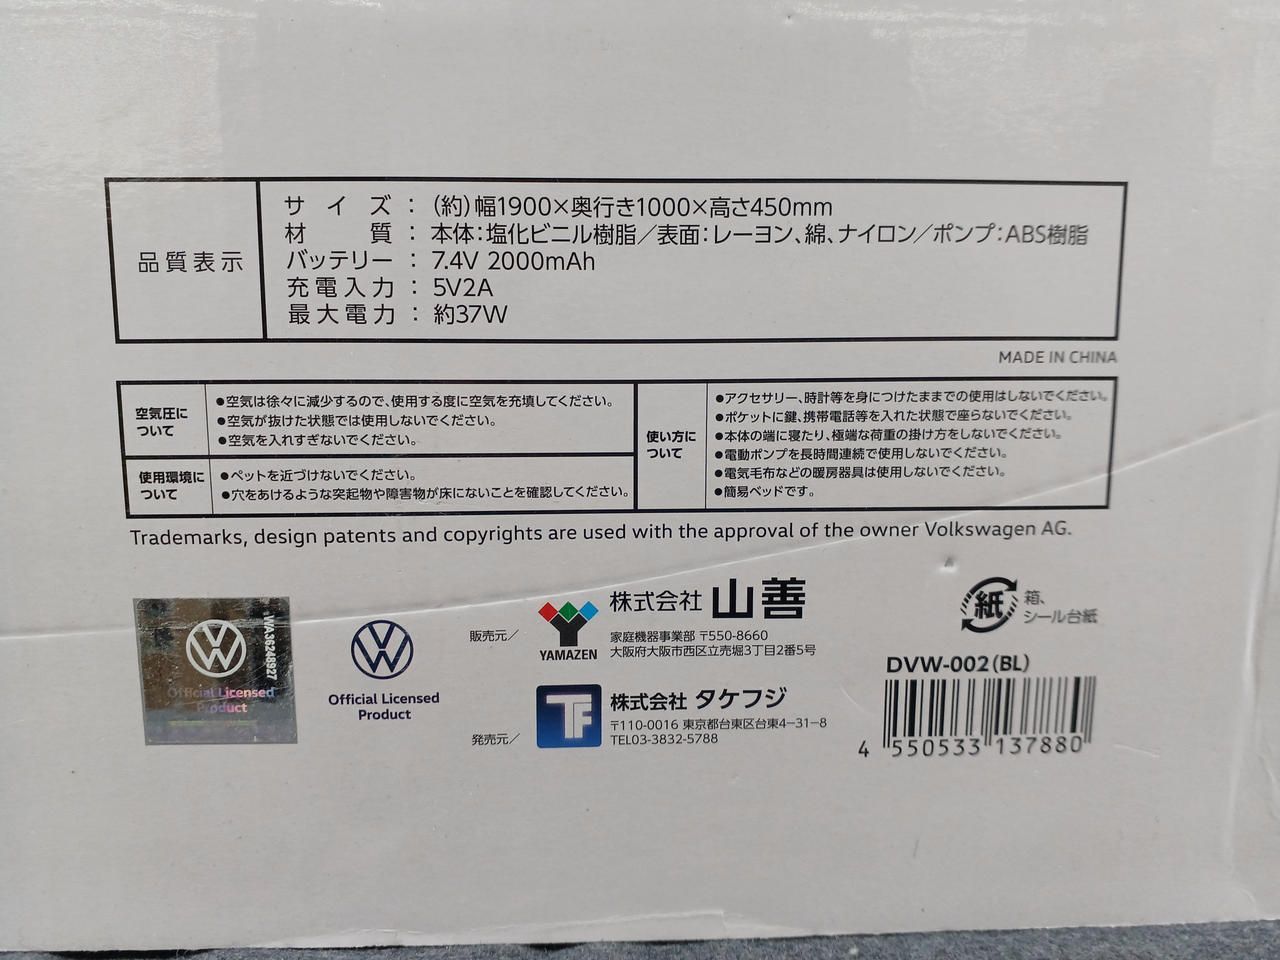 品質表示
サイズ：(約)幅1900×奥行き1000×高さ450mm
材質：本体：塩化ビニル樹脂／表面：レーヨン、綿、ナイロン／ポンプ：ABS樹脂
バッテリー：7.4V 2000mAh
充電入力：5V2A
最大電力：約37W
MADE IN CHINA
空気圧に
ついて
●空気は徐々に減少するので、使用する度に空気を充填してください。
●空気が抜けた状態では使用しないでください。
●空気を入れすぎないでください。
使用環境に
ついて
●ペットを近づけないでください。
●穴をあけるような突起物や障害物が床にないことを確認してください。
使い方に
ついて
●アクセサリー、時計等を身につけたままでの使用はしないでください。
●ポケットに鍵、携帯電話等を入れた状態で座らないでください。
●本体の端に寝たり、極端な荷重の掛け方をしないでください。
●電動ポンプを長時間連続で使用しないでください。
●電気毛布などの暖房器具は使用しないでください。
●簡易ベッドです。
Trademarks, design patents and copyrights are used with the approval of the owner Volkswagen AG.
WA36248927
Official Licensed
Product
Official Licensed
Product
販売元／
YAMAZEN
株式会社 山善
家庭機器事業部 〒550-8660
大阪府大阪市西区立売堀3丁目2番5号
発売元／
TF
株式会社 タケフジ
〒110-0016 東京都台東区台東4-31-8
TEL03-3832-5788
紙
箱、
シール台紙
DVW-002(BL)
4 550533 137880